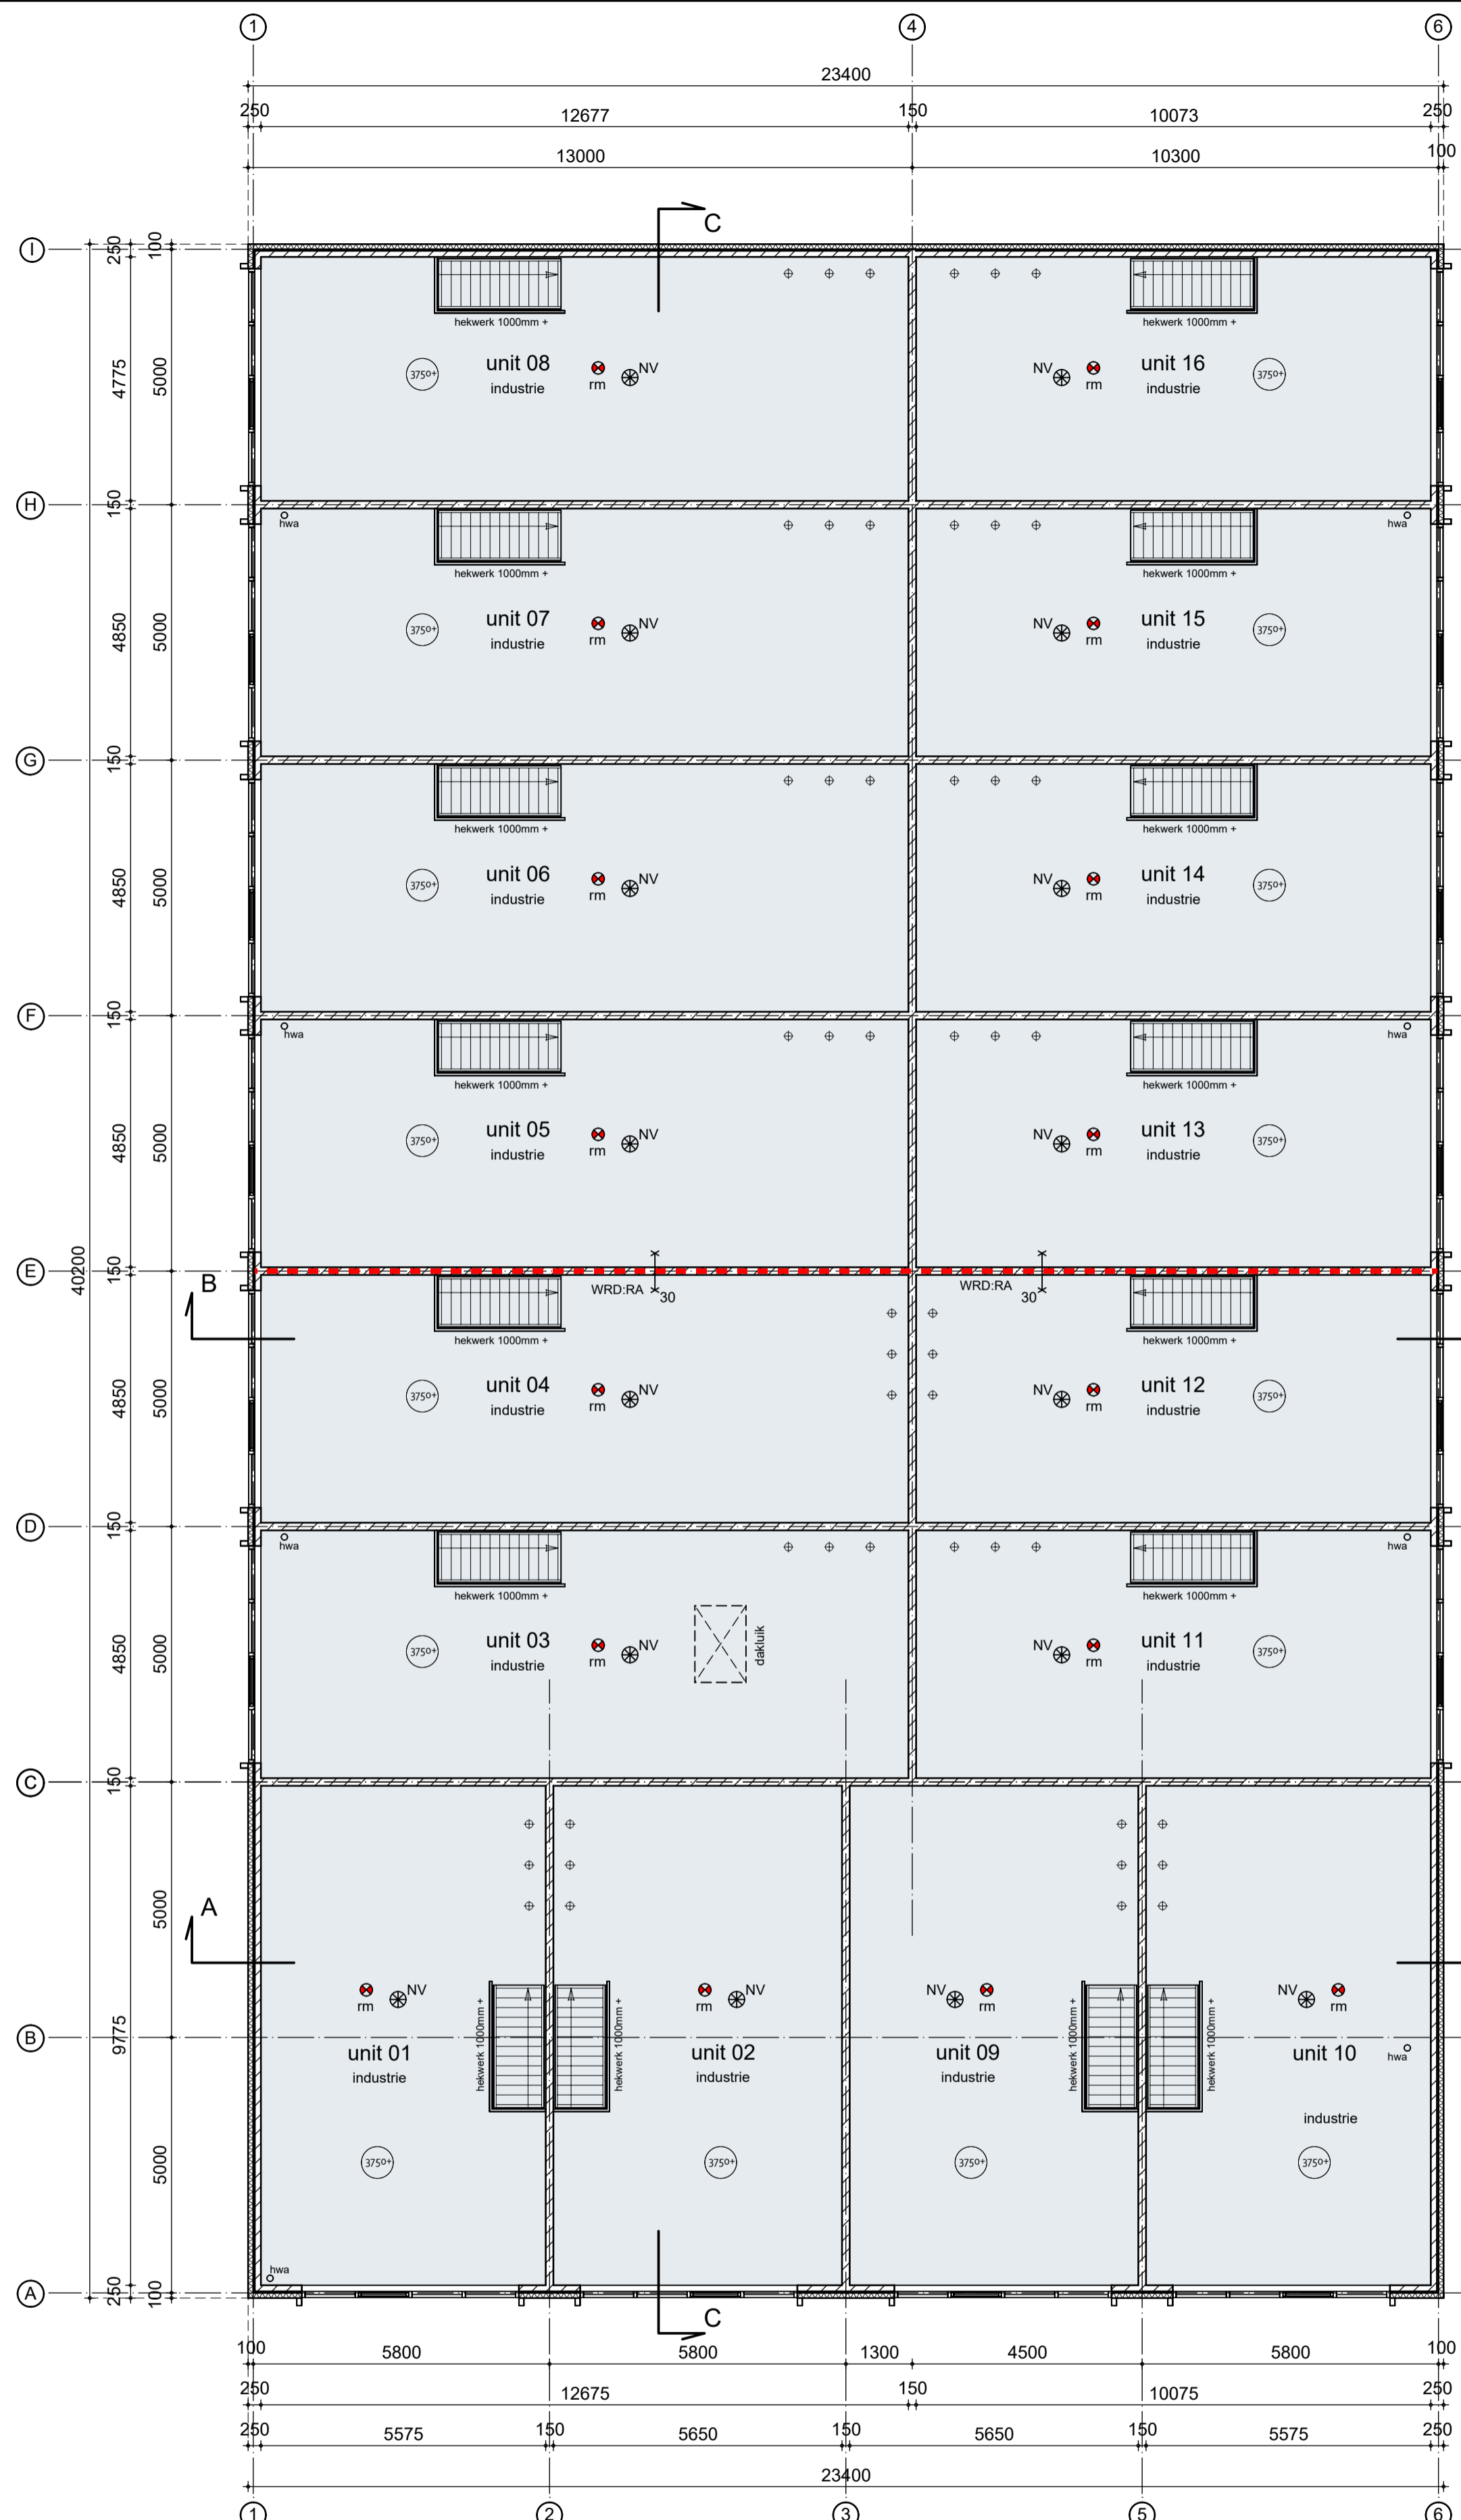 1 4 6
23400
250 12677 150 10073 250
13000 10300 100
C
I
250 100
hekwerk 1000mm + hekwerk 1000mm +
4775 5000
3750+ unit 08 rm NV NV rm unit 16 3750+
industrie industrie
H
150
hwa hwa
hekwerk 1000mm + hekwerk 1000mm +
4850 5000
3750+ unit 07 rm NV NV rm unit 15 3750+
industrie industrie
G
150
hekwerk 1000mm + hekwerk 1000mm +
4850 5000
3750+ unit 06 rm NV NV rm unit 14 3750+
industrie industrie
F
150
hwa hwa
hekwerk 1000mm + hekwerk 1000mm +
4850 5000
3750+ unit 05 rm NV NV rm unit 13 3750+
industrie industrie
40200
E
150
B
WRD:RA 30 WRD:RA 30
hekwerk 1000mm + hekwerk 1000mm +
4850 5000
3750+ unit 04 rm NV NV rm unit 12 3750+
industrie industrie
D
150
hwa hwa
hekwerk 1000mm + hekwerk 1000mm +
4850 5000
3750+ unit 03 rm NV dakluik NV rm unit 11 3750+
industrie industrie
C
150
5000
A
rm NV rm NV NV rm NV rm
hekwerk 1000mm + hekwerk 1000mm + hekwerk 1000mm + hekwerk 1000mm +
B
9775
unit 01 unit 02 unit 09 unit 10
hwa
industrie industrie industrie
industrie
5000
3750+ 3750+ 3750+ 3750+
hwa
A
250 100
C
100 5800 5800 1300 4500 5800 100
250 12675 150 10075 250
250 5575 150 5650 150 5650 150 5575 250
23400
1 2 3 5 6